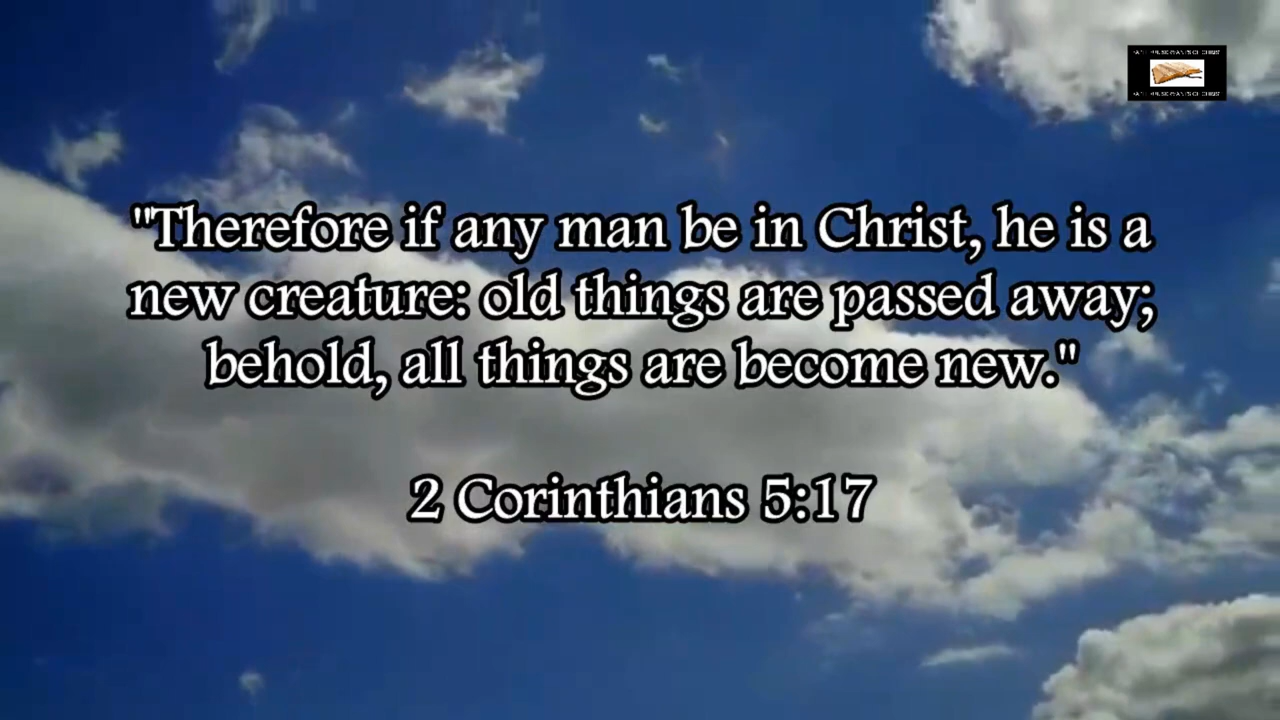 "Therefore if any man be in Christ, he is a
new creature: old things are passed away;
behold, all things are become new."
2 Corinthians 5:17